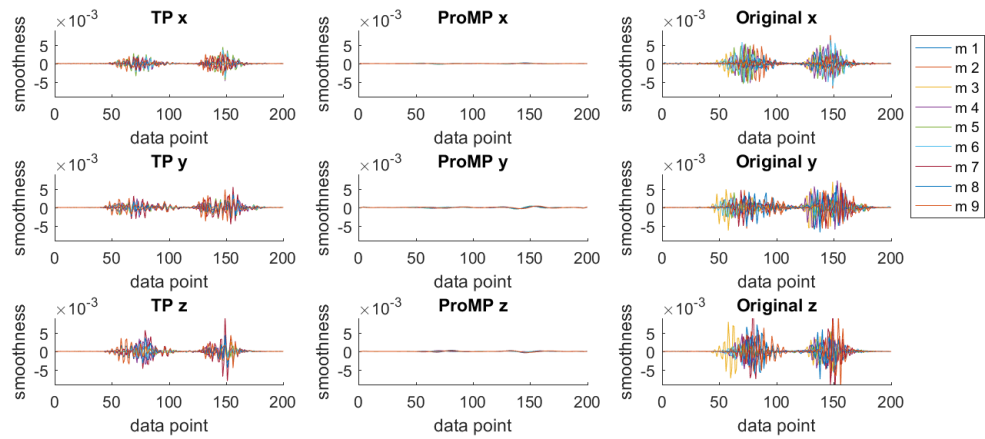 TP x
ProMP x
Original x
×10-3
×10-3
×10-3
smoothness
smoothness
smoothness
5
0
-5
5
0
-5
5
0
-5
0 50 100 150 200
0 50 100 150 200
0 50 100 150 200
data point
data point
data point
TP y
ProMP y
Original y
×10-3
×10-3
×10-3
smoothness
smoothness
smoothness
5
0
-5
5
0
-5
5
0
-5
0 50 100 150 200
0 50 100 150 200
0 50 100 150 200
data point
data point
data point
TP z
ProMP z
Original z
×10-3
×10-3
×10-3
smoothness
smoothness
smoothness
5
0
-5
5
0
-5
5
0
-5
0 50 100 150 200
0 50 100 150 200
0 50 100 150 200
data point
data point
data point
m 1
m 2
m 3
m 4
m 5
m 6
m 7
m 8
m 9